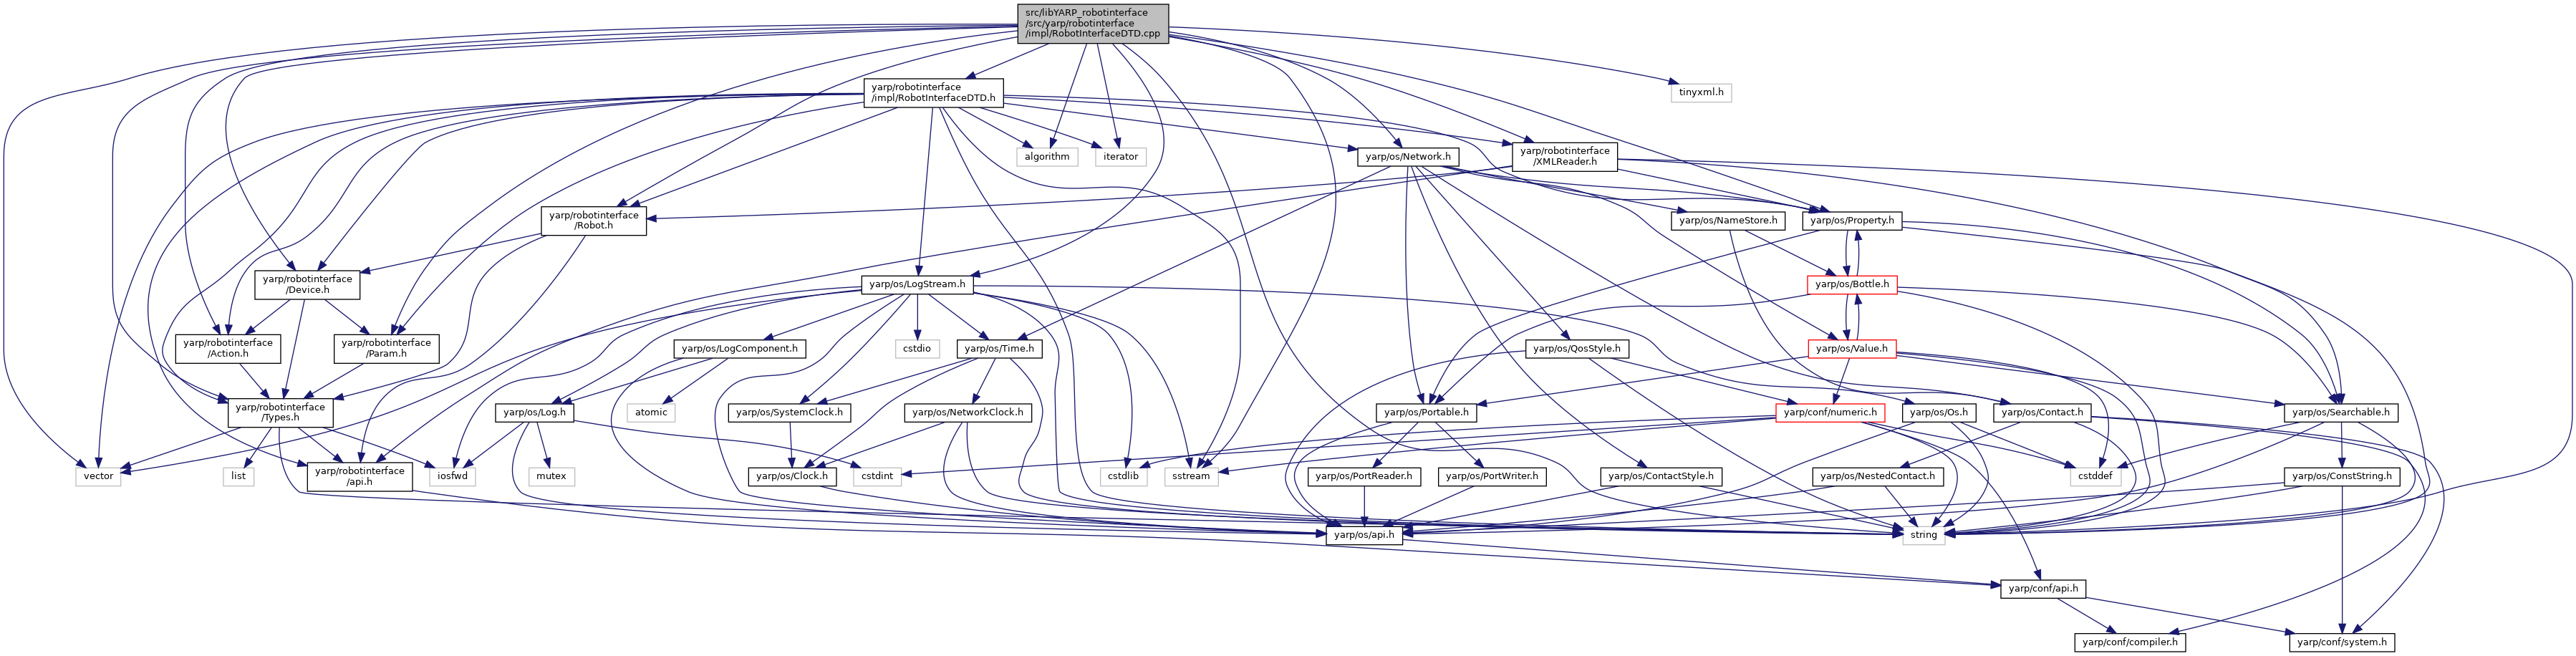 src/libYARP_robotinterface
/src/yarp/robotinterface
/impl/RobotInterfaceDTD.cpp
yarp/robotinterface
/impl/RobotInterfaceDTD.h
tinyxml.h
algorithm
iterator
yarp/os/Network.h
yarp/robotinterface
/XMLReader.h
yarp/robotinterface
/Robot.h
yarp/os/NameStore.h
yarp/os/Property.h
yarp/robotinterface
/Device.h
yarp/os/LogStream.h
yarp/os/Bottle.h
yarp/robotinterface
/Action.h
yarp/robotinterface
/Param.h
yarp/os/LogComponent.h
cstdio
yarp/os/Time.h
yarp/os/QosStyle.h
yarp/os/Value.h
yarp/robotinterface
/Types.h
yarp/os/Log.h
atomic
yarp/os/SystemClock.h
yarp/os/NetworkClock.h
yarp/os/Portable.h
yarp/conf/numeric.h
yarp/os/Os.h
yarp/os/Contact.h
yarp/os/Searchable.h
vector
list
yarp/robotinterface
/api.h
iosfwd
mutex
yarp/os/Clock.h
cstdint
cstdlib
sstream
yarp/os/PortReader.h
yarp/os/PortWriter.h
yarp/os/ContactStyle.h
yarp/os/NestedContact.h
cstddef
yarp/os/ConstString.h
yarp/os/api.h
string
yarp/conf/api.h
yarp/conf/compiler.h
yarp/conf/system.h